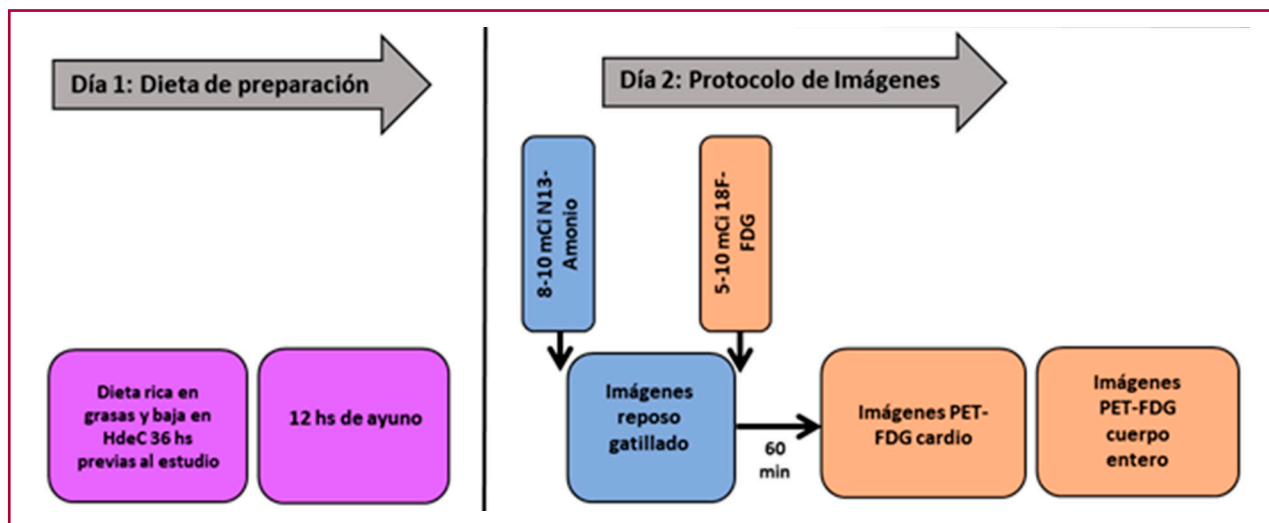 Día 1: Dieta de preparación
Dieta rica en
grasas y baja en
HdeC 36 hs
previas al estudio
12 hs de ayuno
Día 2: Protocolo de Imágenes
8-10 mCi N13-
Amonio
5-10 mCi 18F-
FDG
Imágenes
reposo
gatillado
60
min
Imágenes PET-
FDG cardio
Imágenes
PET-FDG
cuerpo
entero